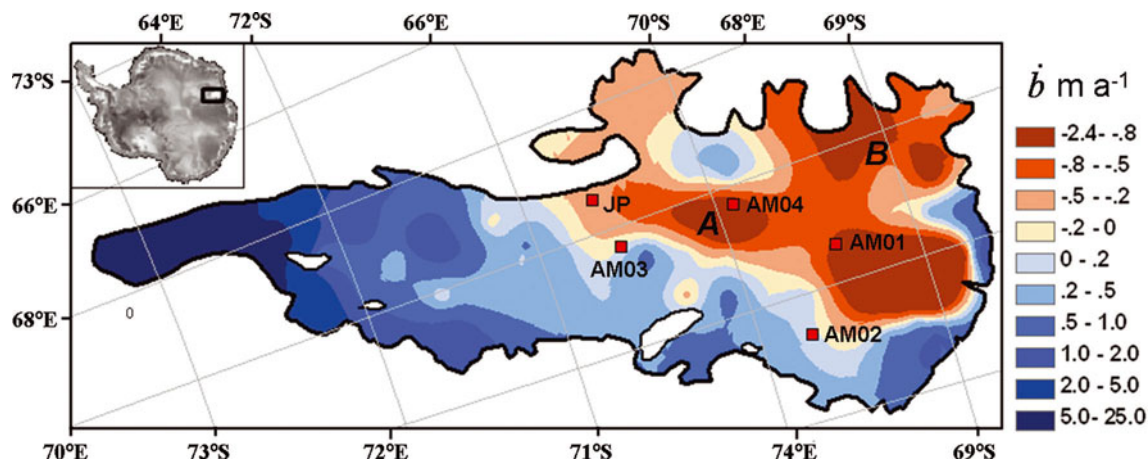 64°E 72°S 66°E 70°S 68°E 69°S
73°S
ḃ m a⁻¹
-2.4- -.8
-.8 - -.5
-.5 - -.2
-.2 - 0
0 - .2
.2 - .5
.5 - 1.0
1.0 - 2.0
2.0 - 5.0
5.0- 25.0
B
66°E
JP
A
AM04
AM01
AM03
0
68°E
AM02
70°E 73°S 72°E 71°S 74°E 69°S